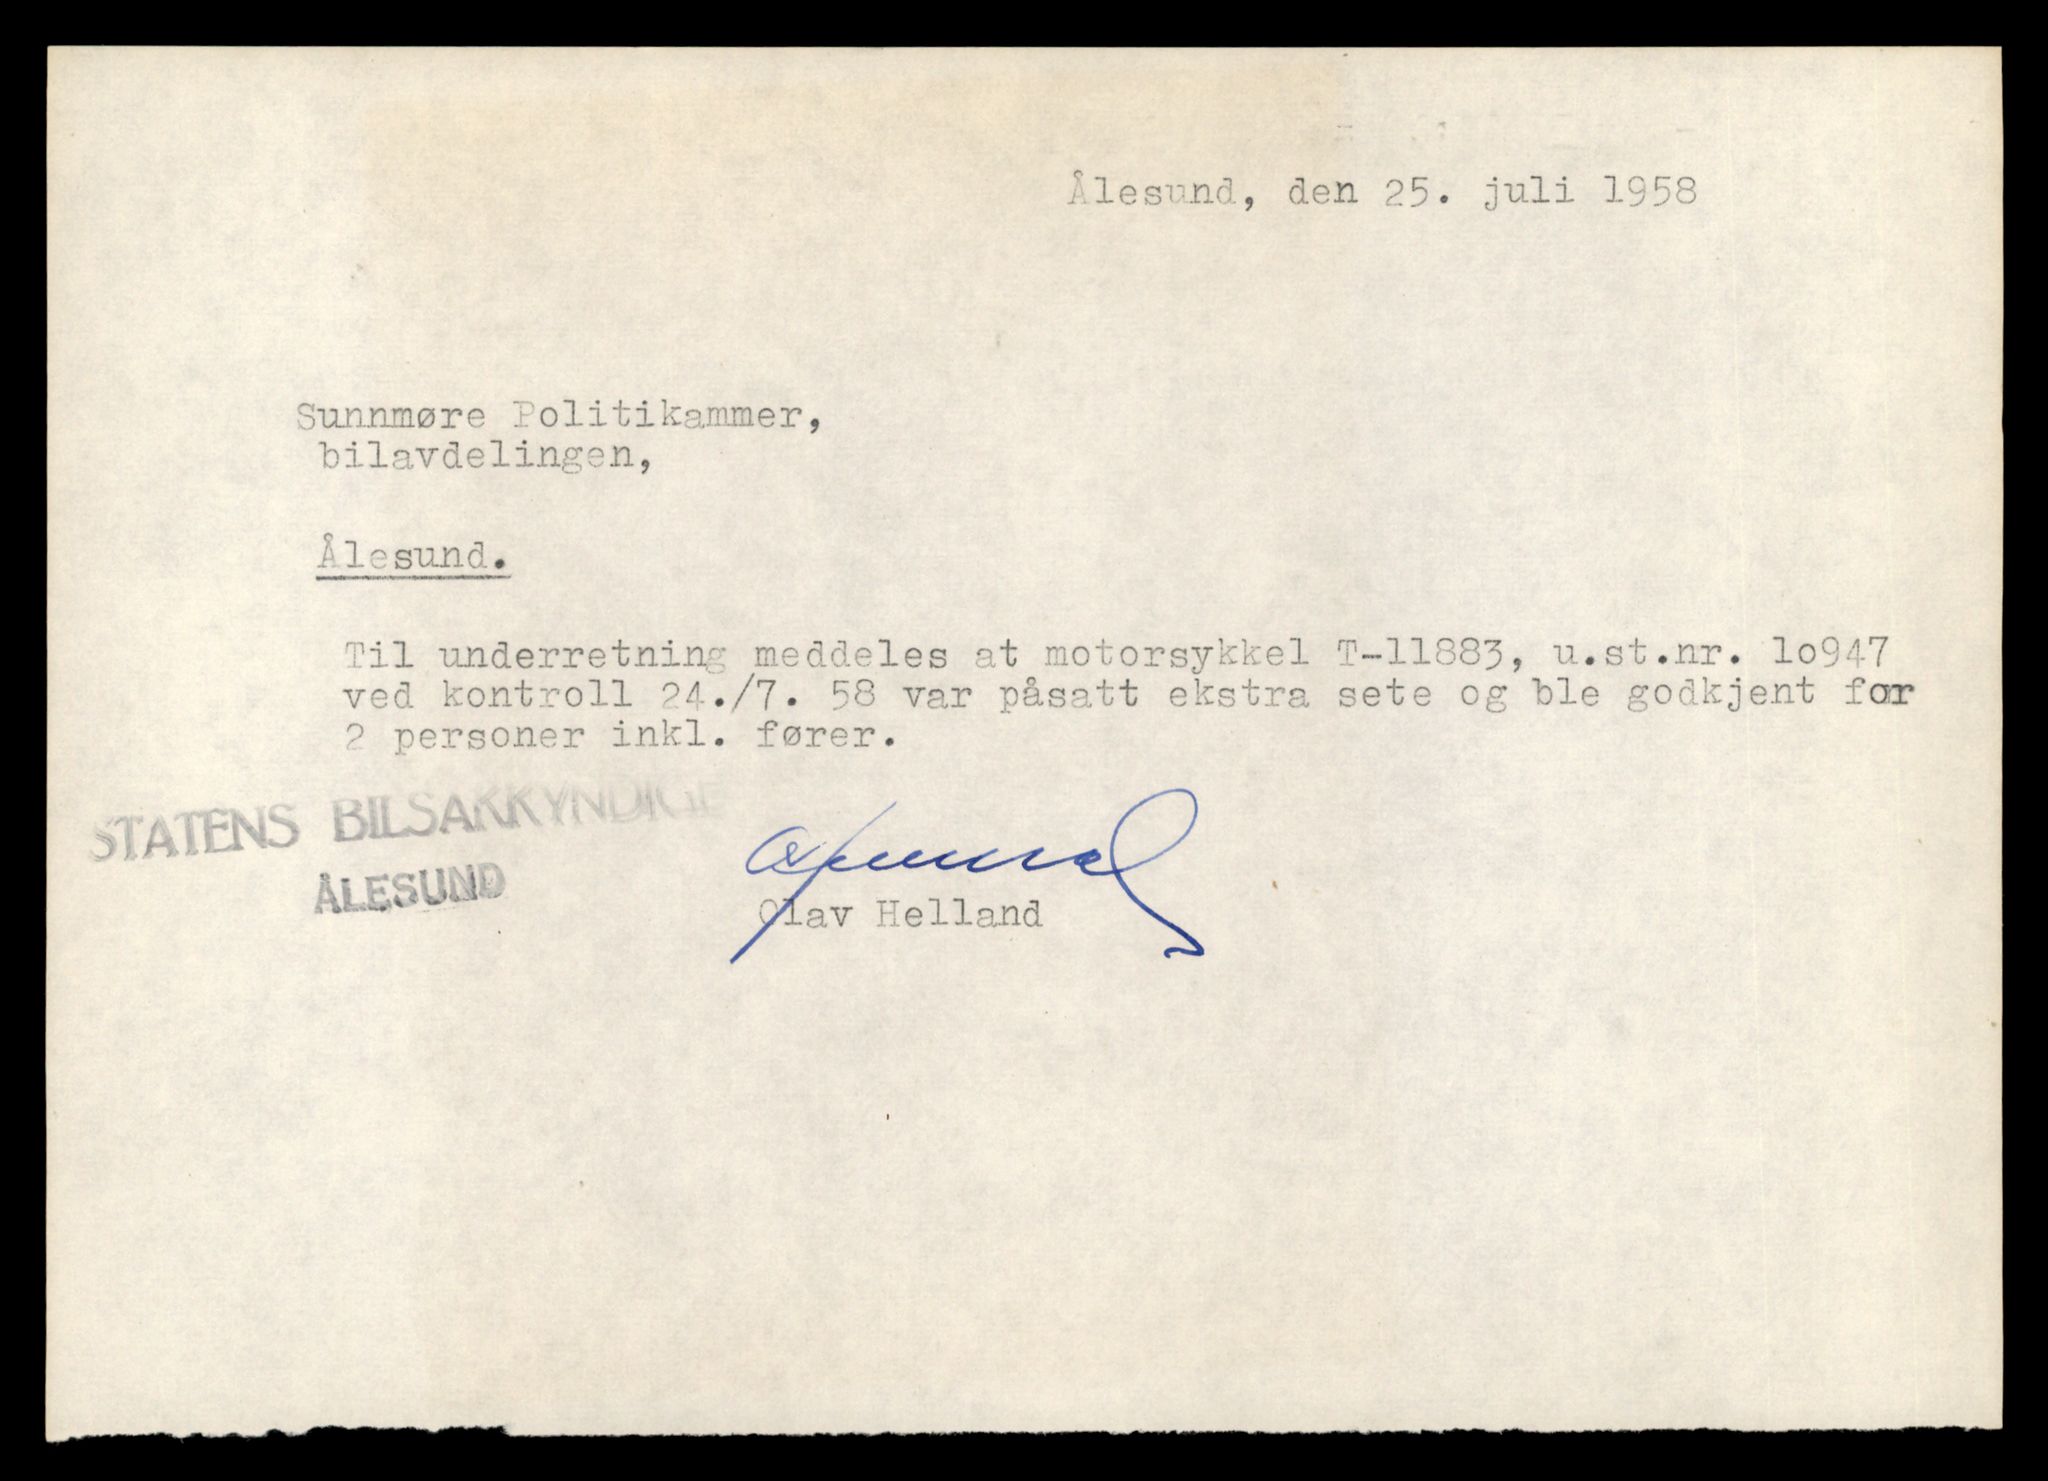 Ålesund, den 25. juli 1958
Sunnmøre Politikammer,
bilavdelingen,
Ålesund.
Til underretning meddeles at motorsykkel T-11883, u.st.nr. lo947
ved kontroll 24./7. 58 var påsatt ekstra sete og ble godkjent for
2 personer inkl. fører.
STATENS BILSAKKYNDIGE
ÅLESUND
Olav Helland